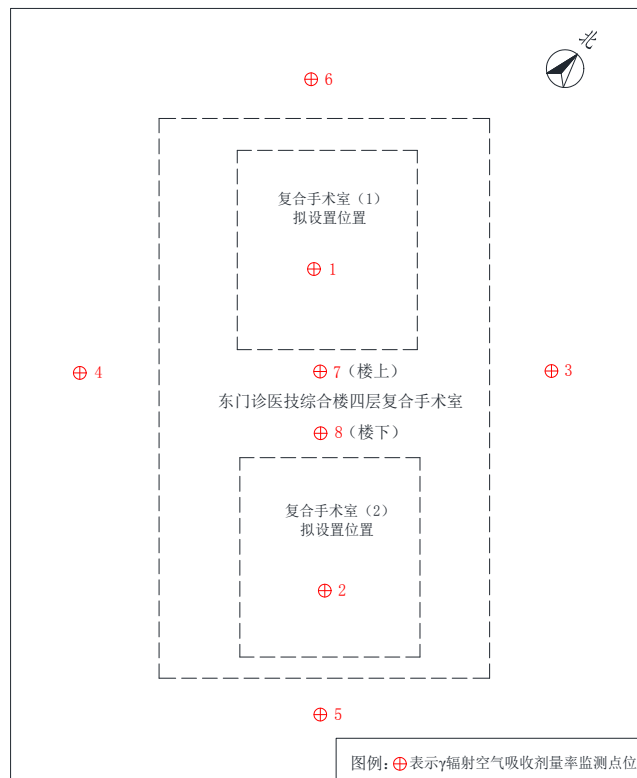 北
6
复合手术室（1）
拟设置位置
1
4
7（楼上）
3
东门诊医技综合楼四层复合手术室
8（楼下）
复合手术室（2）
拟设置位置
2
5
图例：表示γ辐射空气吸收剂量率监测点位